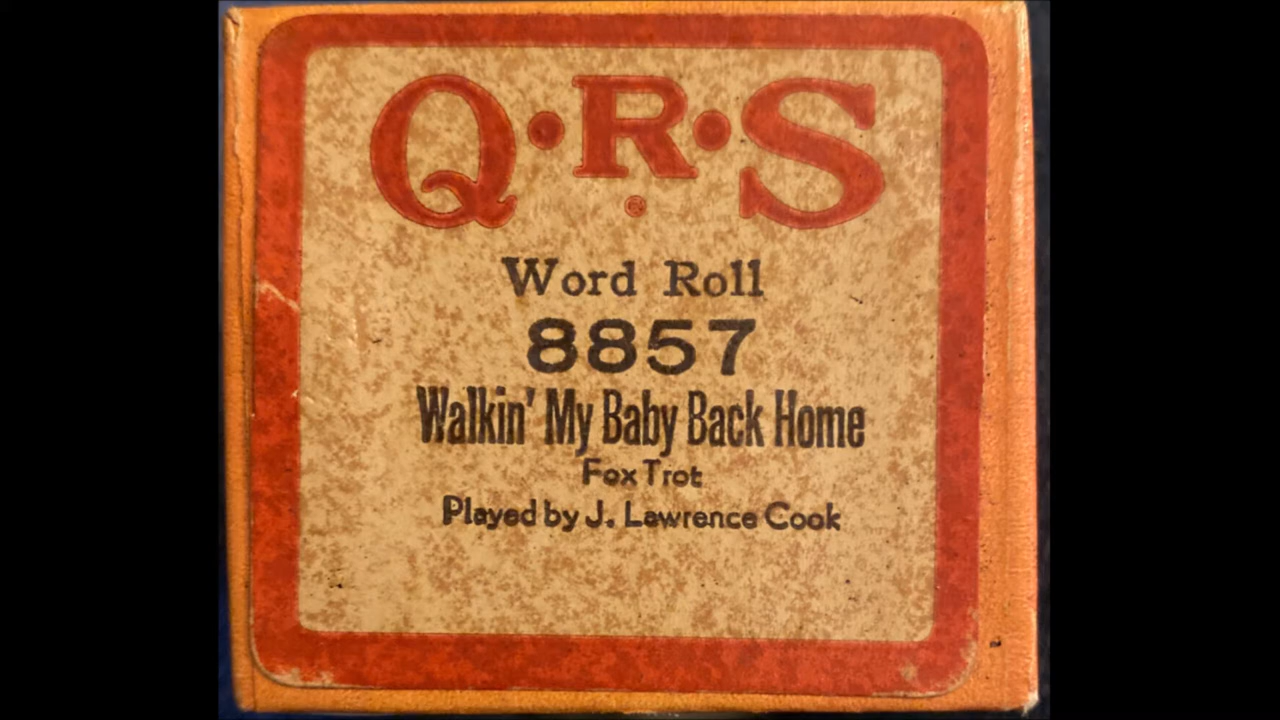 Q·R·S
®
Word Roll
8857
Walkin' My Baby Back Home
Fox Trot
Played by J. Lawrence Cook